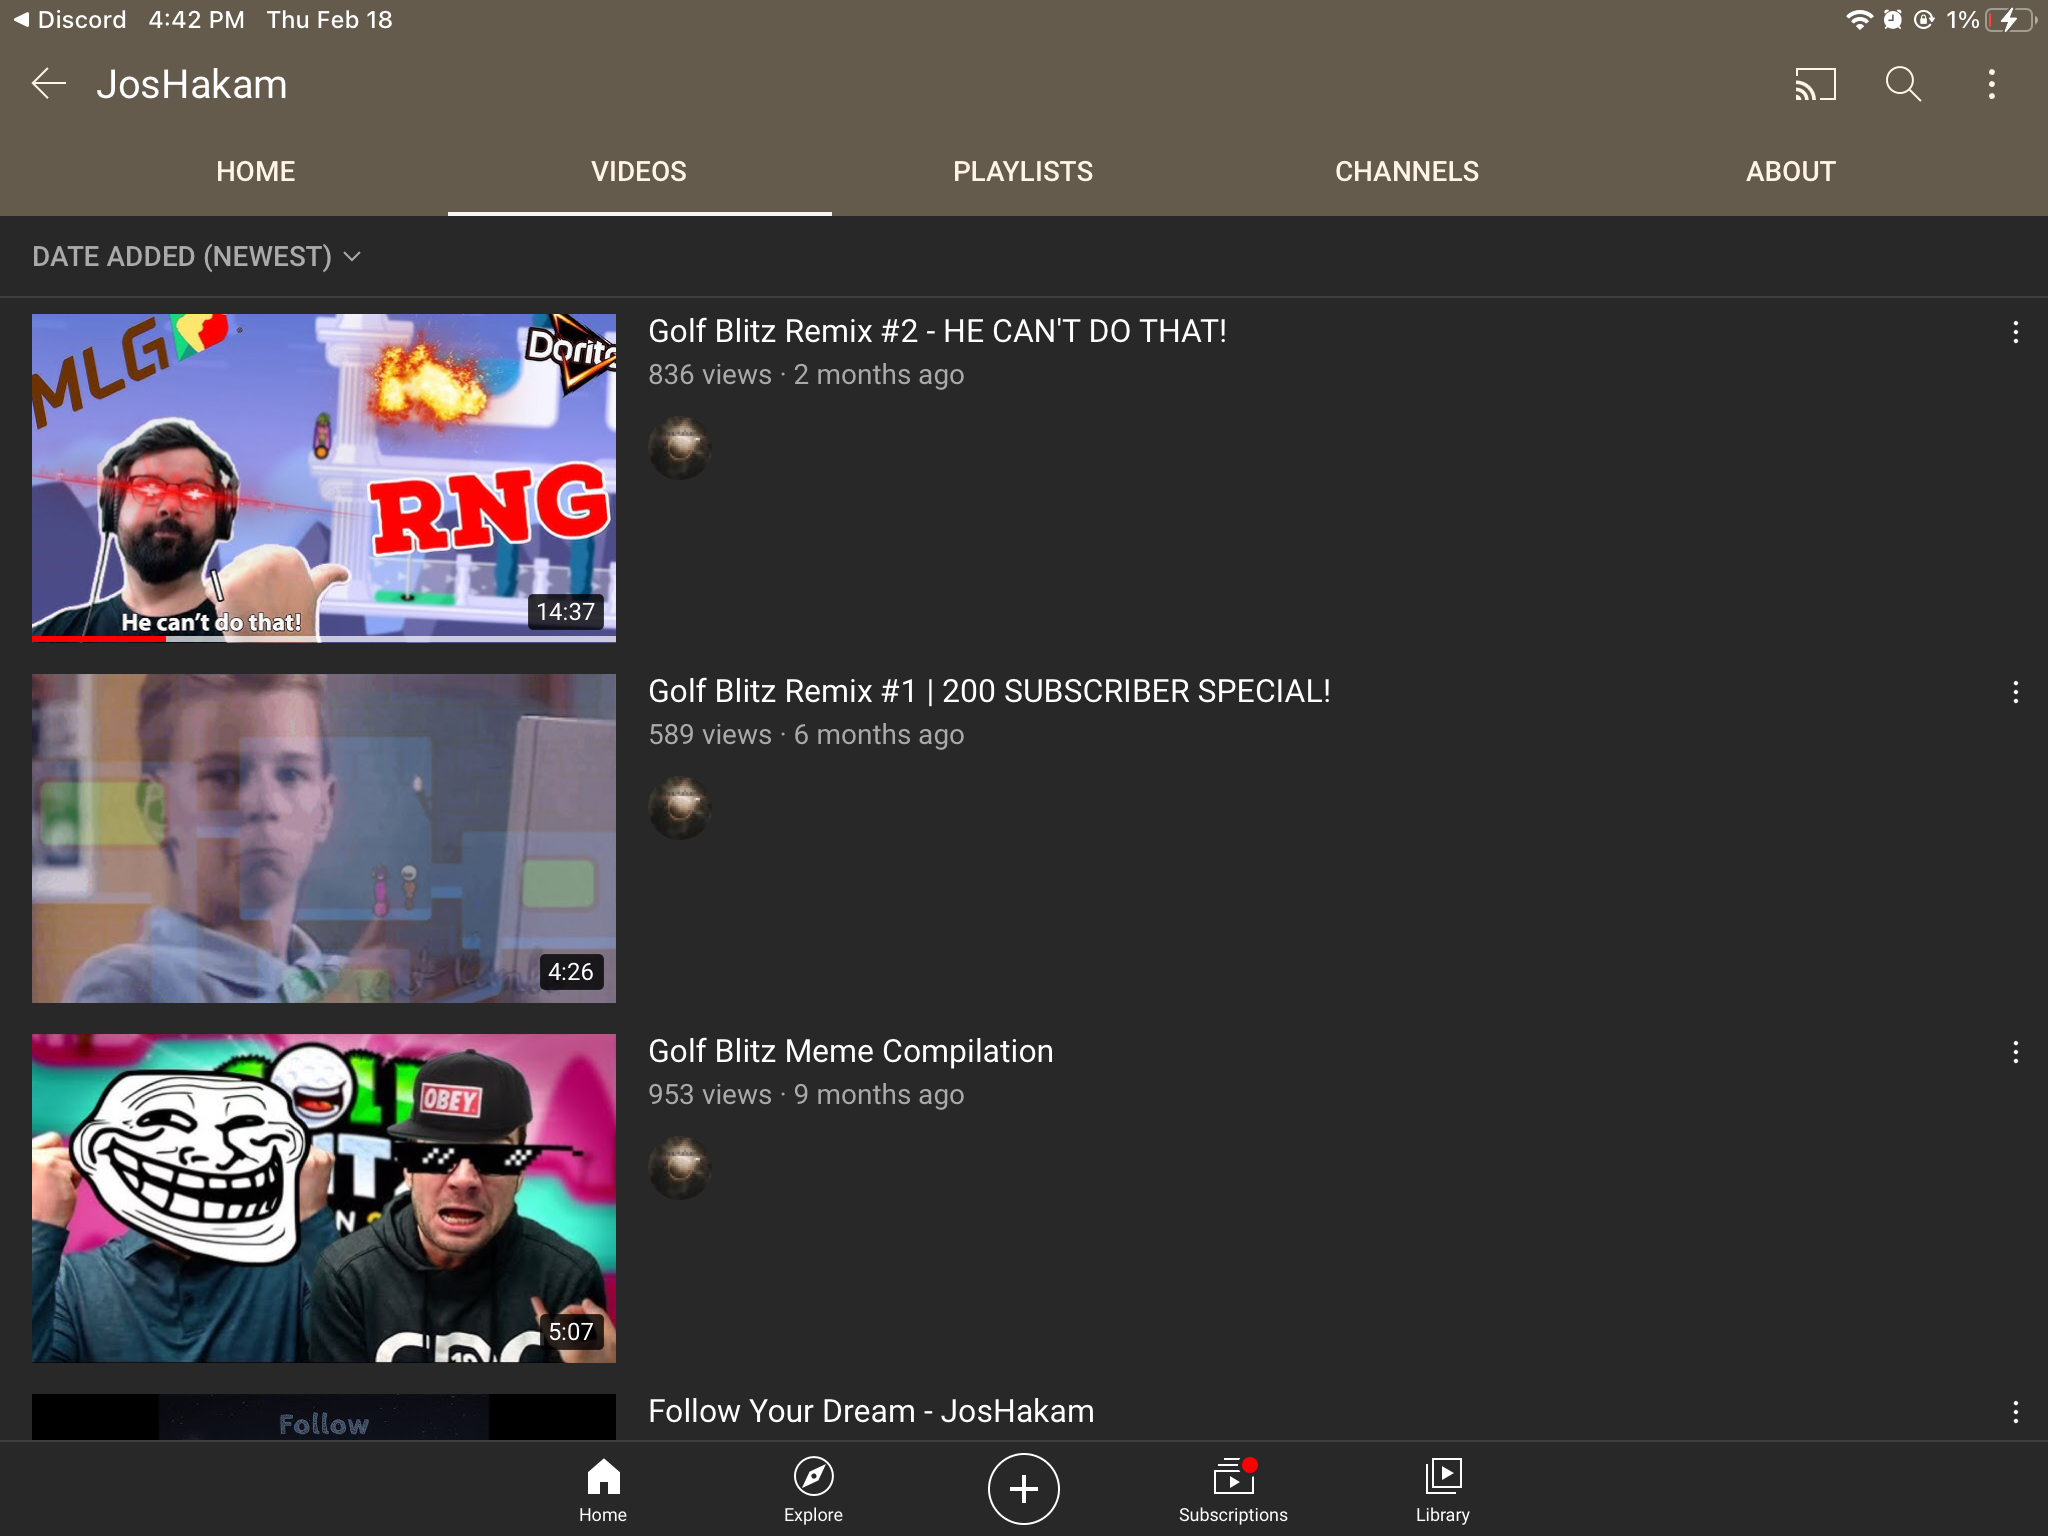 Discord 4:42 PM Thu Feb 18 1%
JosHakam
HOME VIDEOS PLAYLISTS CHANNELS ABOUT
DATE ADDED (NEWEST)
MLG
Doritos
RNG
He can't do that!
14:37
Golf Blitz Remix #2 - HE CAN'T DO THAT!
836 views · 2 months ago
4:26
Golf Blitz Remix #1 | 200 SUBSCRIBER SPECIAL!
589 views · 6 months ago
OBEY
5:07
Golf Blitz Meme Compilation
953 views · 9 months ago
Follow
Follow Your Dream - JosHakam
Home Explore Subscriptions Library